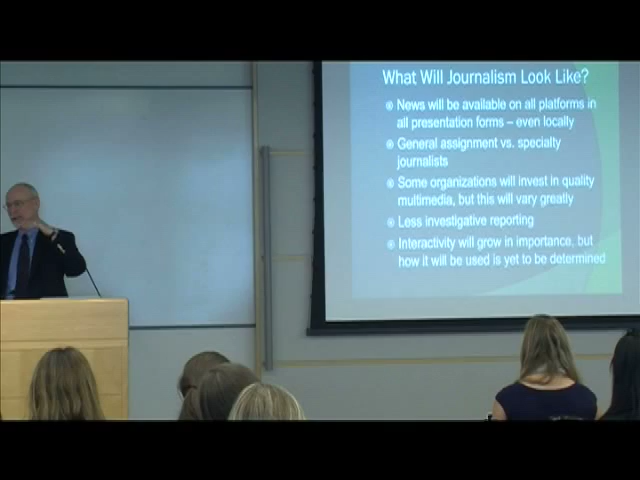 What Will Journalism Look Like?
News will be available on all platforms in
all presentation forms – even locally
General assignment vs. specialty
journalists
Some organizations will invest in quality
multimedia, but this will vary greatly
Less investigative reporting
Interactivity will grow in importance, but
how it will be used is yet to be determined